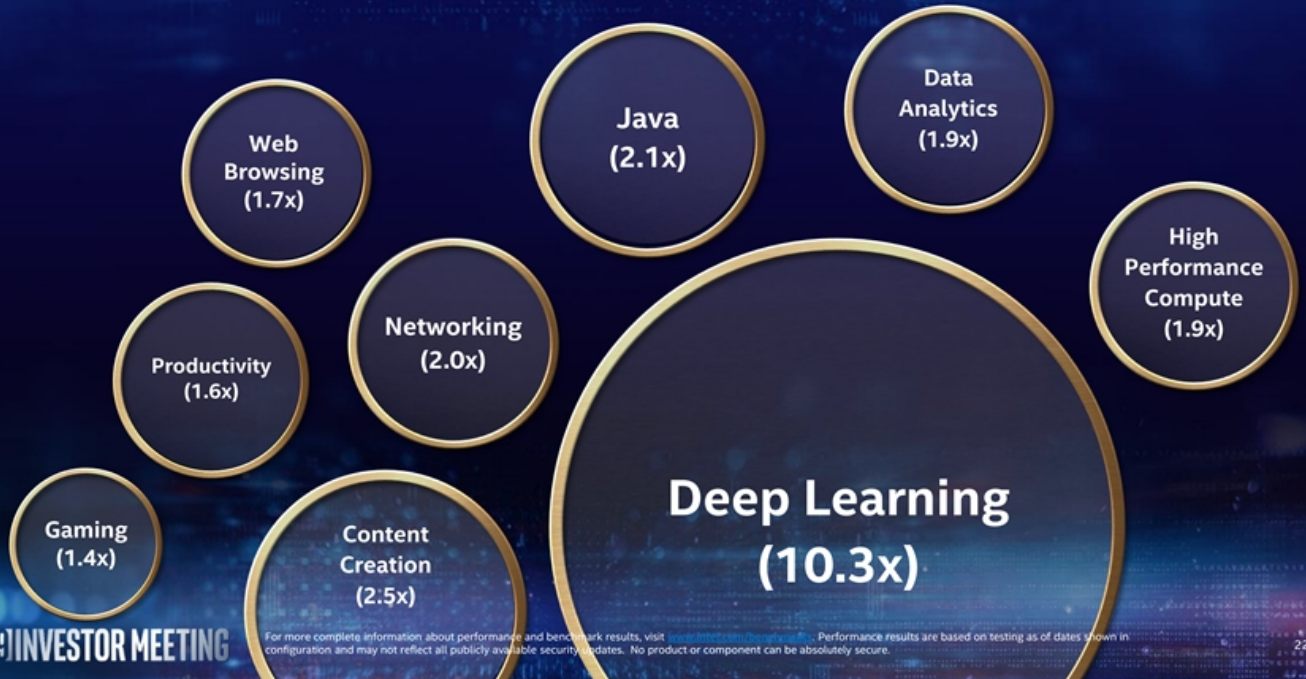 Data
Analytics
(1.9x)
Java
(2.1x)
Web
Browsing
(1.7x)
High
Performance
Compute
(1.9x)
Networking
(2.0x)
Productivity
(1.6x)
Deep Learning
(10.3x)
Gaming
(1.4x)
Content
Creation
(2.5x)
INVESTOR MEETING
For more complete information about performance and benchmark results, visit . Performance results are based on testing as of dates shown in
configuration and may not reflect all publicly available security updates. No product or component can be absolutely secure.
22